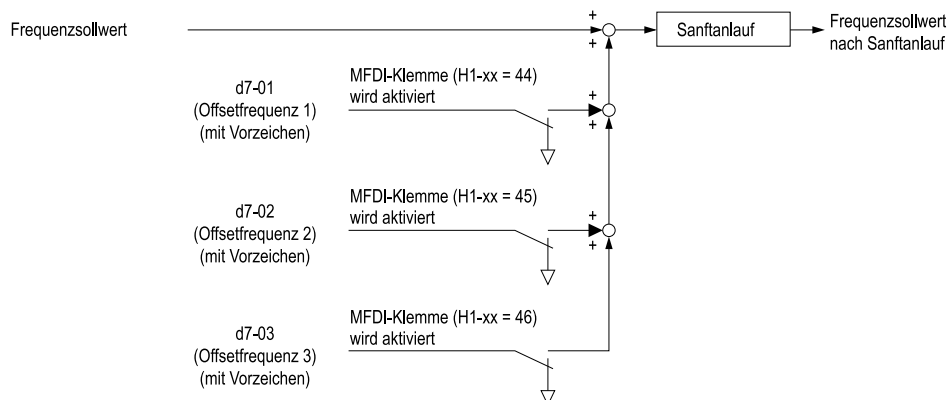 Frequenzsollwert
+
+
Sanftanlauf
Frequenzsollwert
nach Sanftanlauf
d7-01
(Offsetfrequenz 1)
(mit Vorzeichen)
MFDI-Klemme (H1-xx = 44)
wird aktiviert
+
+
d7-02
(Offsetfrequenz 2)
(mit Vorzeichen)
MFDI-Klemme (H1-xx = 45)
wird aktiviert
+
+
d7-03
(Offsetfrequenz 3)
(mit Vorzeichen)
MFDI-Klemme (H1-xx = 46)
wird aktiviert